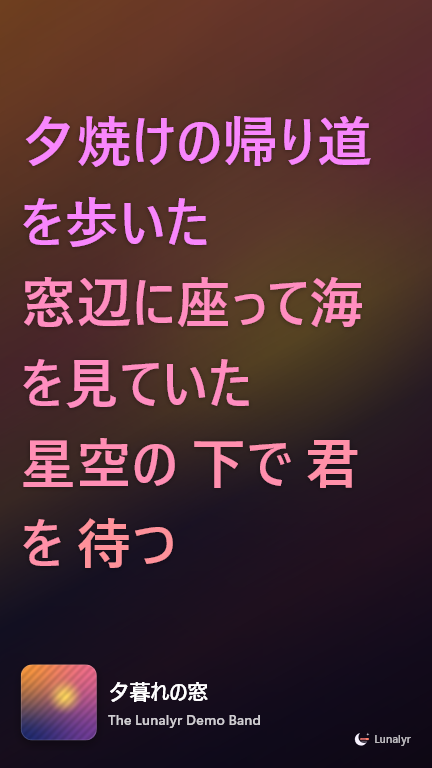 夕焼けの帰り道
を歩いた
窓辺に座って海
を見ていた
星空の 下で 君
を 待つ
夕暮れの窓
The Lunalyr Demo Band
Lunalyr